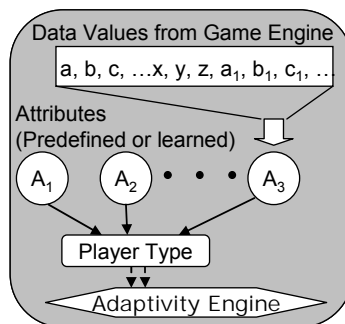 Data Values from Game Engine
a, b, c, …x, y, z, a₁, b₁, c₁, …
Attributes
(Predefined or learned)
A₁ A₂ • • • A₃
Player Type
Adaptivity Engine